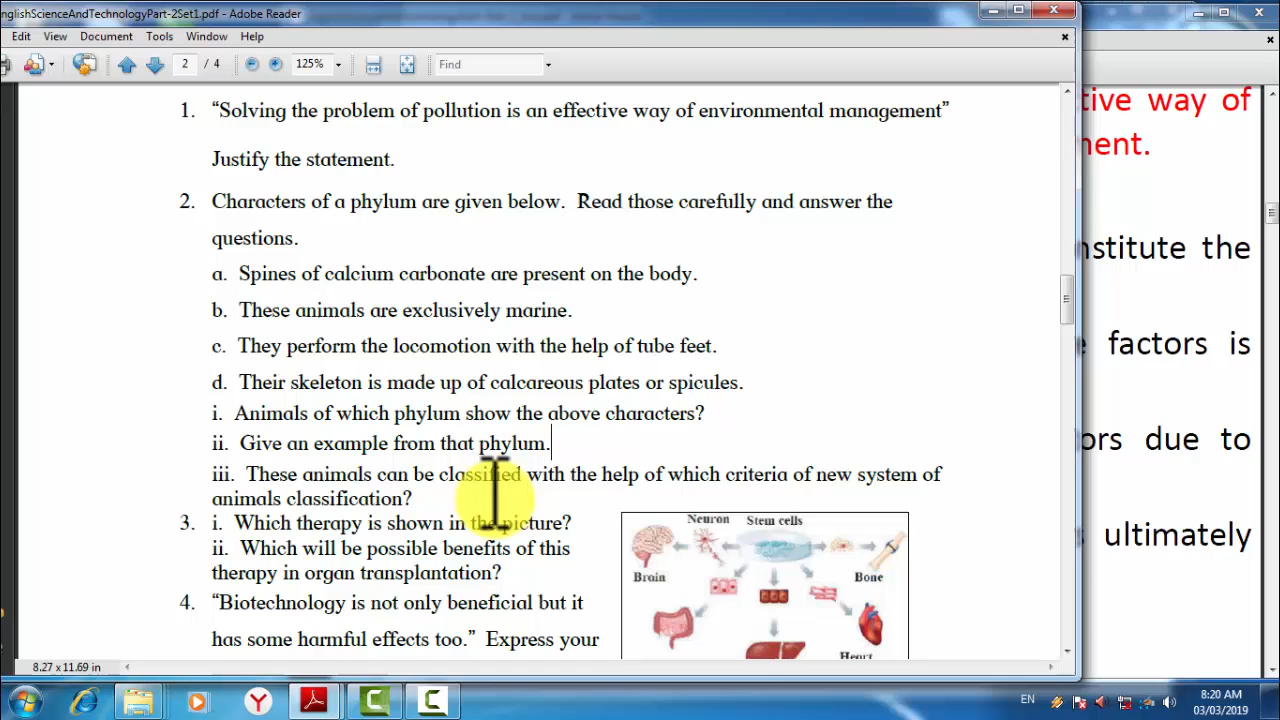 nglishScienceAndTechnologyPart-2Set1.pdf - Adobe Reader
Edit View Document Tools Window Help
2 / 4 125% Find
1. “Solving the problem of pollution is an effective way of environmental management”
Justify the statement.
2. Characters of a phylum are given below. Read those carefully and answer the
questions.
a. Spines of calcium carbonate are present on the body.
b. These animals are exclusively marine.
c. They perform the locomotion with the help of tube feet.
d. Their skeleton is made up of calcareous plates or spicules.
i. Animals of which phylum show the above characters?
ii. Give an example from that phylum.
iii. These animals can be classified with the help of which criteria of new system of
animals classification?
3. i. Which therapy is shown in the picture?
ii. Which will be possible benefits of this
therapy in organ transplantation?
4. “Biotechnology is not only beneficial but it
has some harmful effects too.” Express your
Neuron Stem cells
Brain Bone
Heart
8.27 x 11.69 in
tive way of
nent.
nstitute the
factors is
ors due to
ultimately
EN 8:20 AM
03/03/2019